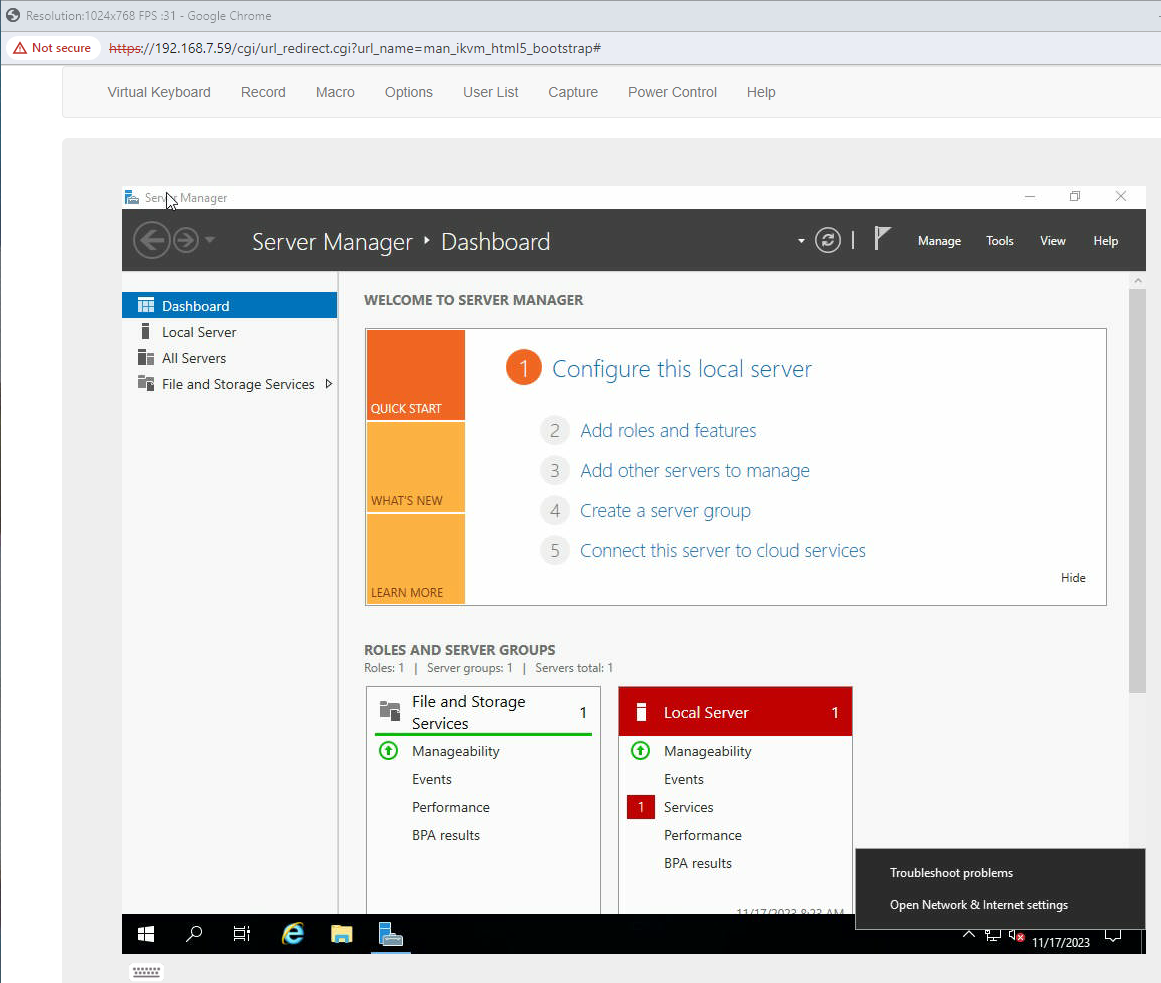 Resolution:1024x768 FPS :31 - Google Chrome
Not secure https://192.168.7.59/cgi/url_redirect.cgi?url_name=man_ikvm_html5_bootstrap#
Virtual Keyboard Record Macro Options User List Capture Power Control Help
Server Manager
Server Manager Dashboard Manage Tools View Help
Dashboard
Local Server
All Servers
File and Storage Services
WELCOME TO SERVER MANAGER
QUICK START
WHAT'S NEW
LEARN MORE
1 Configure this local server
2 Add roles and features
3 Add other servers to manage
4 Create a server group
5 Connect this server to cloud services
Hide
ROLES AND SERVER GROUPS
Roles: 1 | Server groups: 1 | Servers total: 1
File and Storage
Services 1
Manageability
Events
Performance
BPA results
Local Server 1
Manageability
Events
1 Services
Performance
BPA results
11/17/2023 8:23 AM
Troubleshoot problems
Open Network & Internet settings
11/17/2023